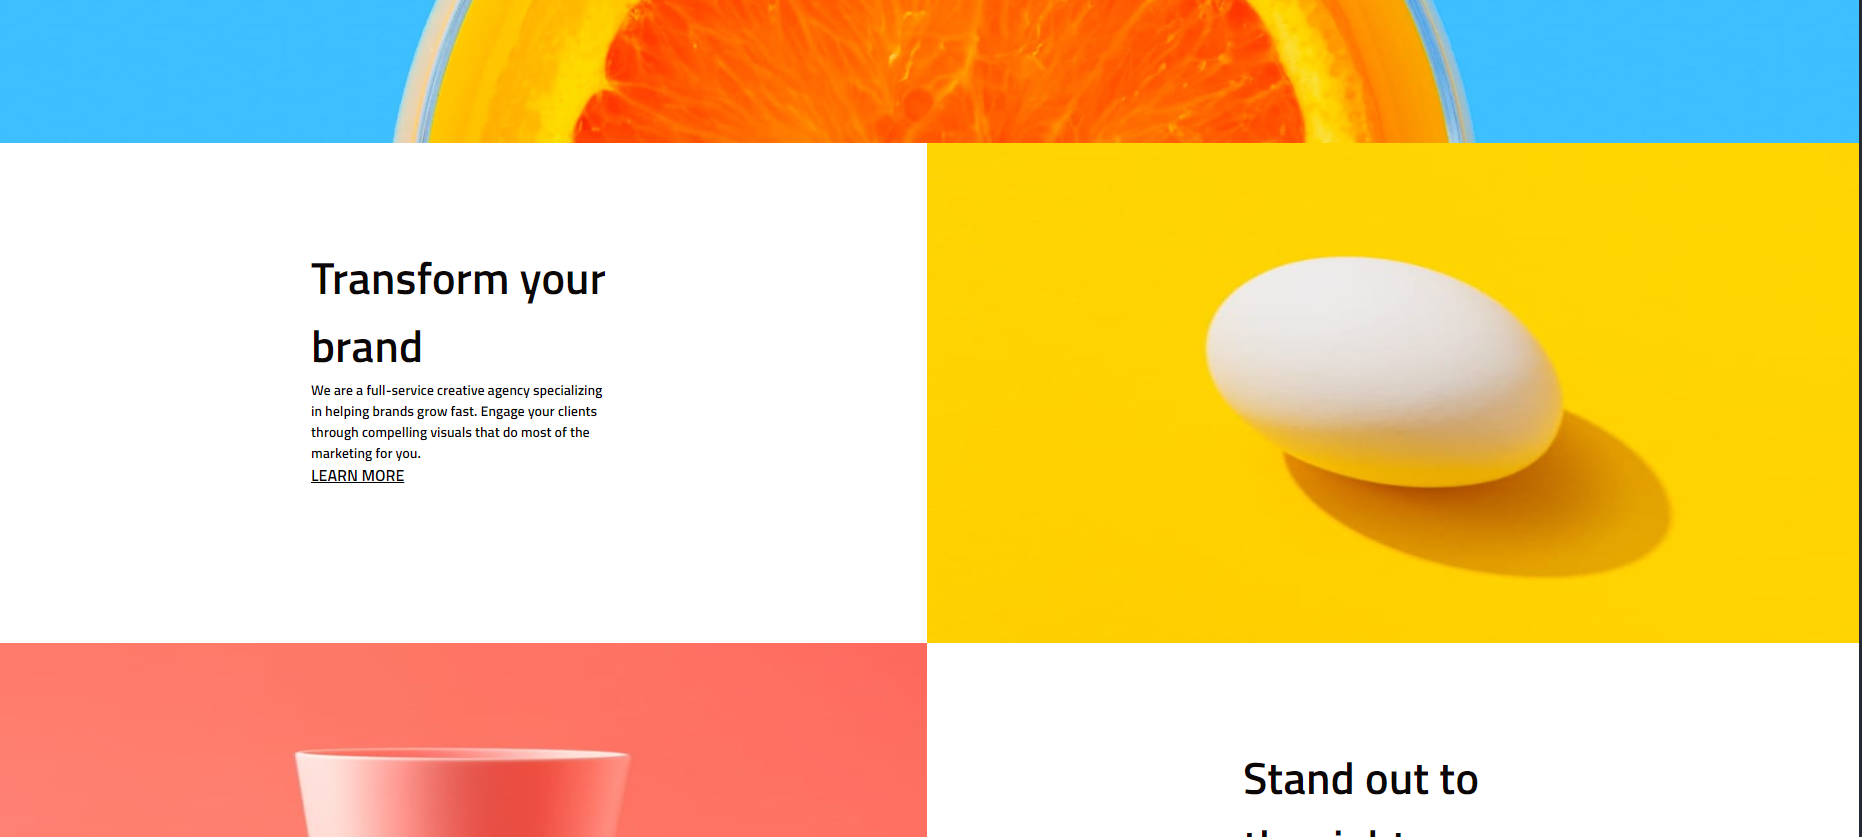 Transform your
brand
We are a full-service creative agency specializing
in helping brands grow fast. Engage your clients
through compelling visuals that do most of the
marketing for you.
LEARN MORE
Stand out to